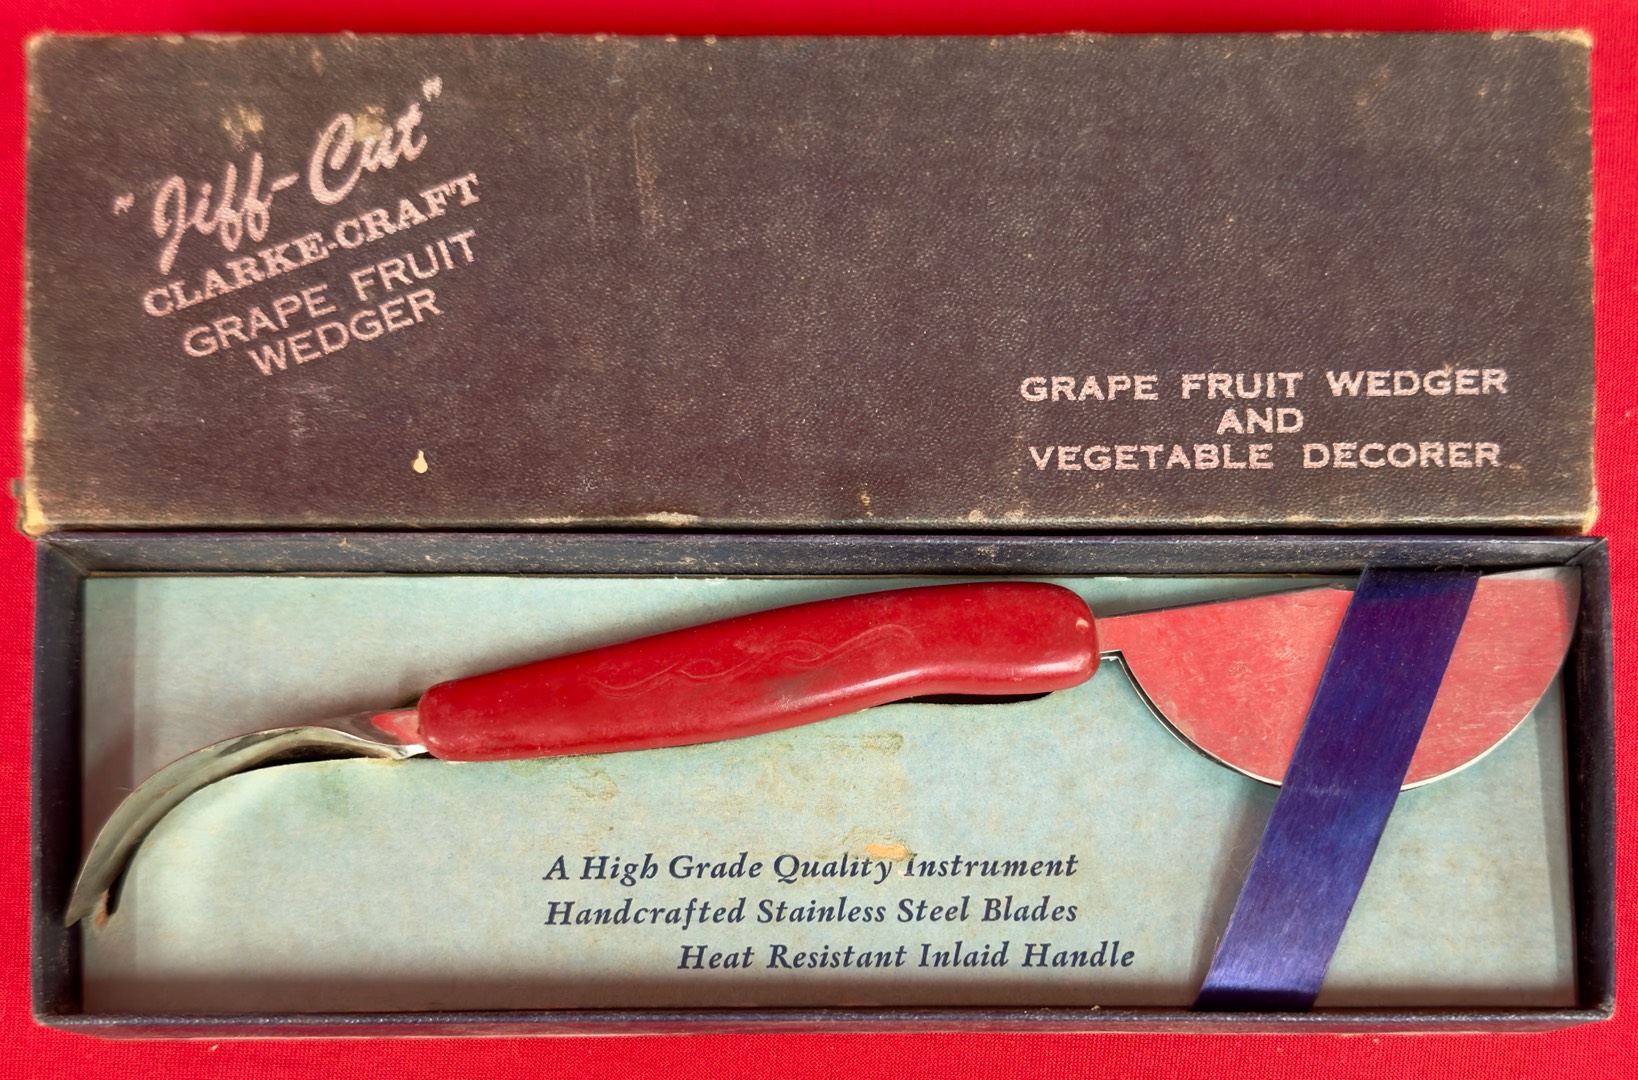 "Jiff-Cut"
CLARKE-CRAFT
GRAPE FRUIT
WEDGER
GRAPE FRUIT WEDGER
AND
VEGETABLE DECORER
A High Grade Quality Instrument
Handcrafted Stainless Steel Blades
Heat Resistant Inlaid Handle